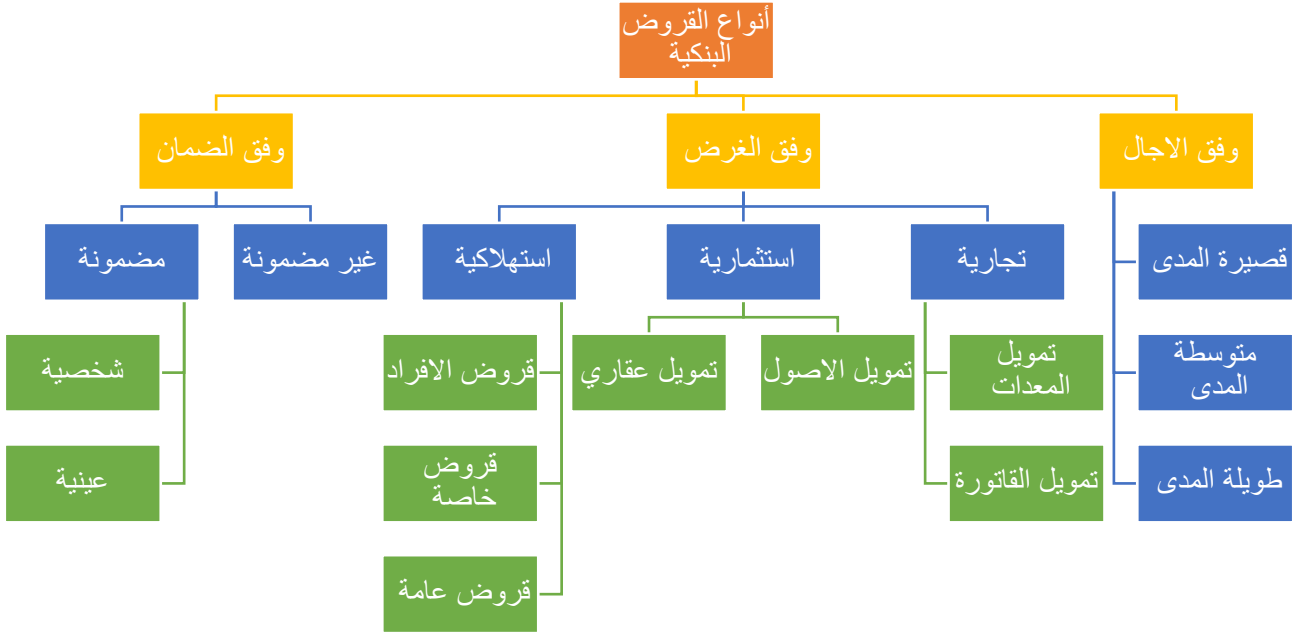 أنواع القروض
البنكية
وفق الاجال
وفق الغرض
وفق الضمان
قصيرة المدى
تجارية
استثمارية
استهلاكية
غير مضمونة
مضمونة
متوسطة
المدى
تمويل
المعدات
تمويل الاصول
تمويل عقاري
قروض الافراد
شخصية
طويلة المدى
تمويل القاتورة
قروض
خاصة
عينية
قروض عامة